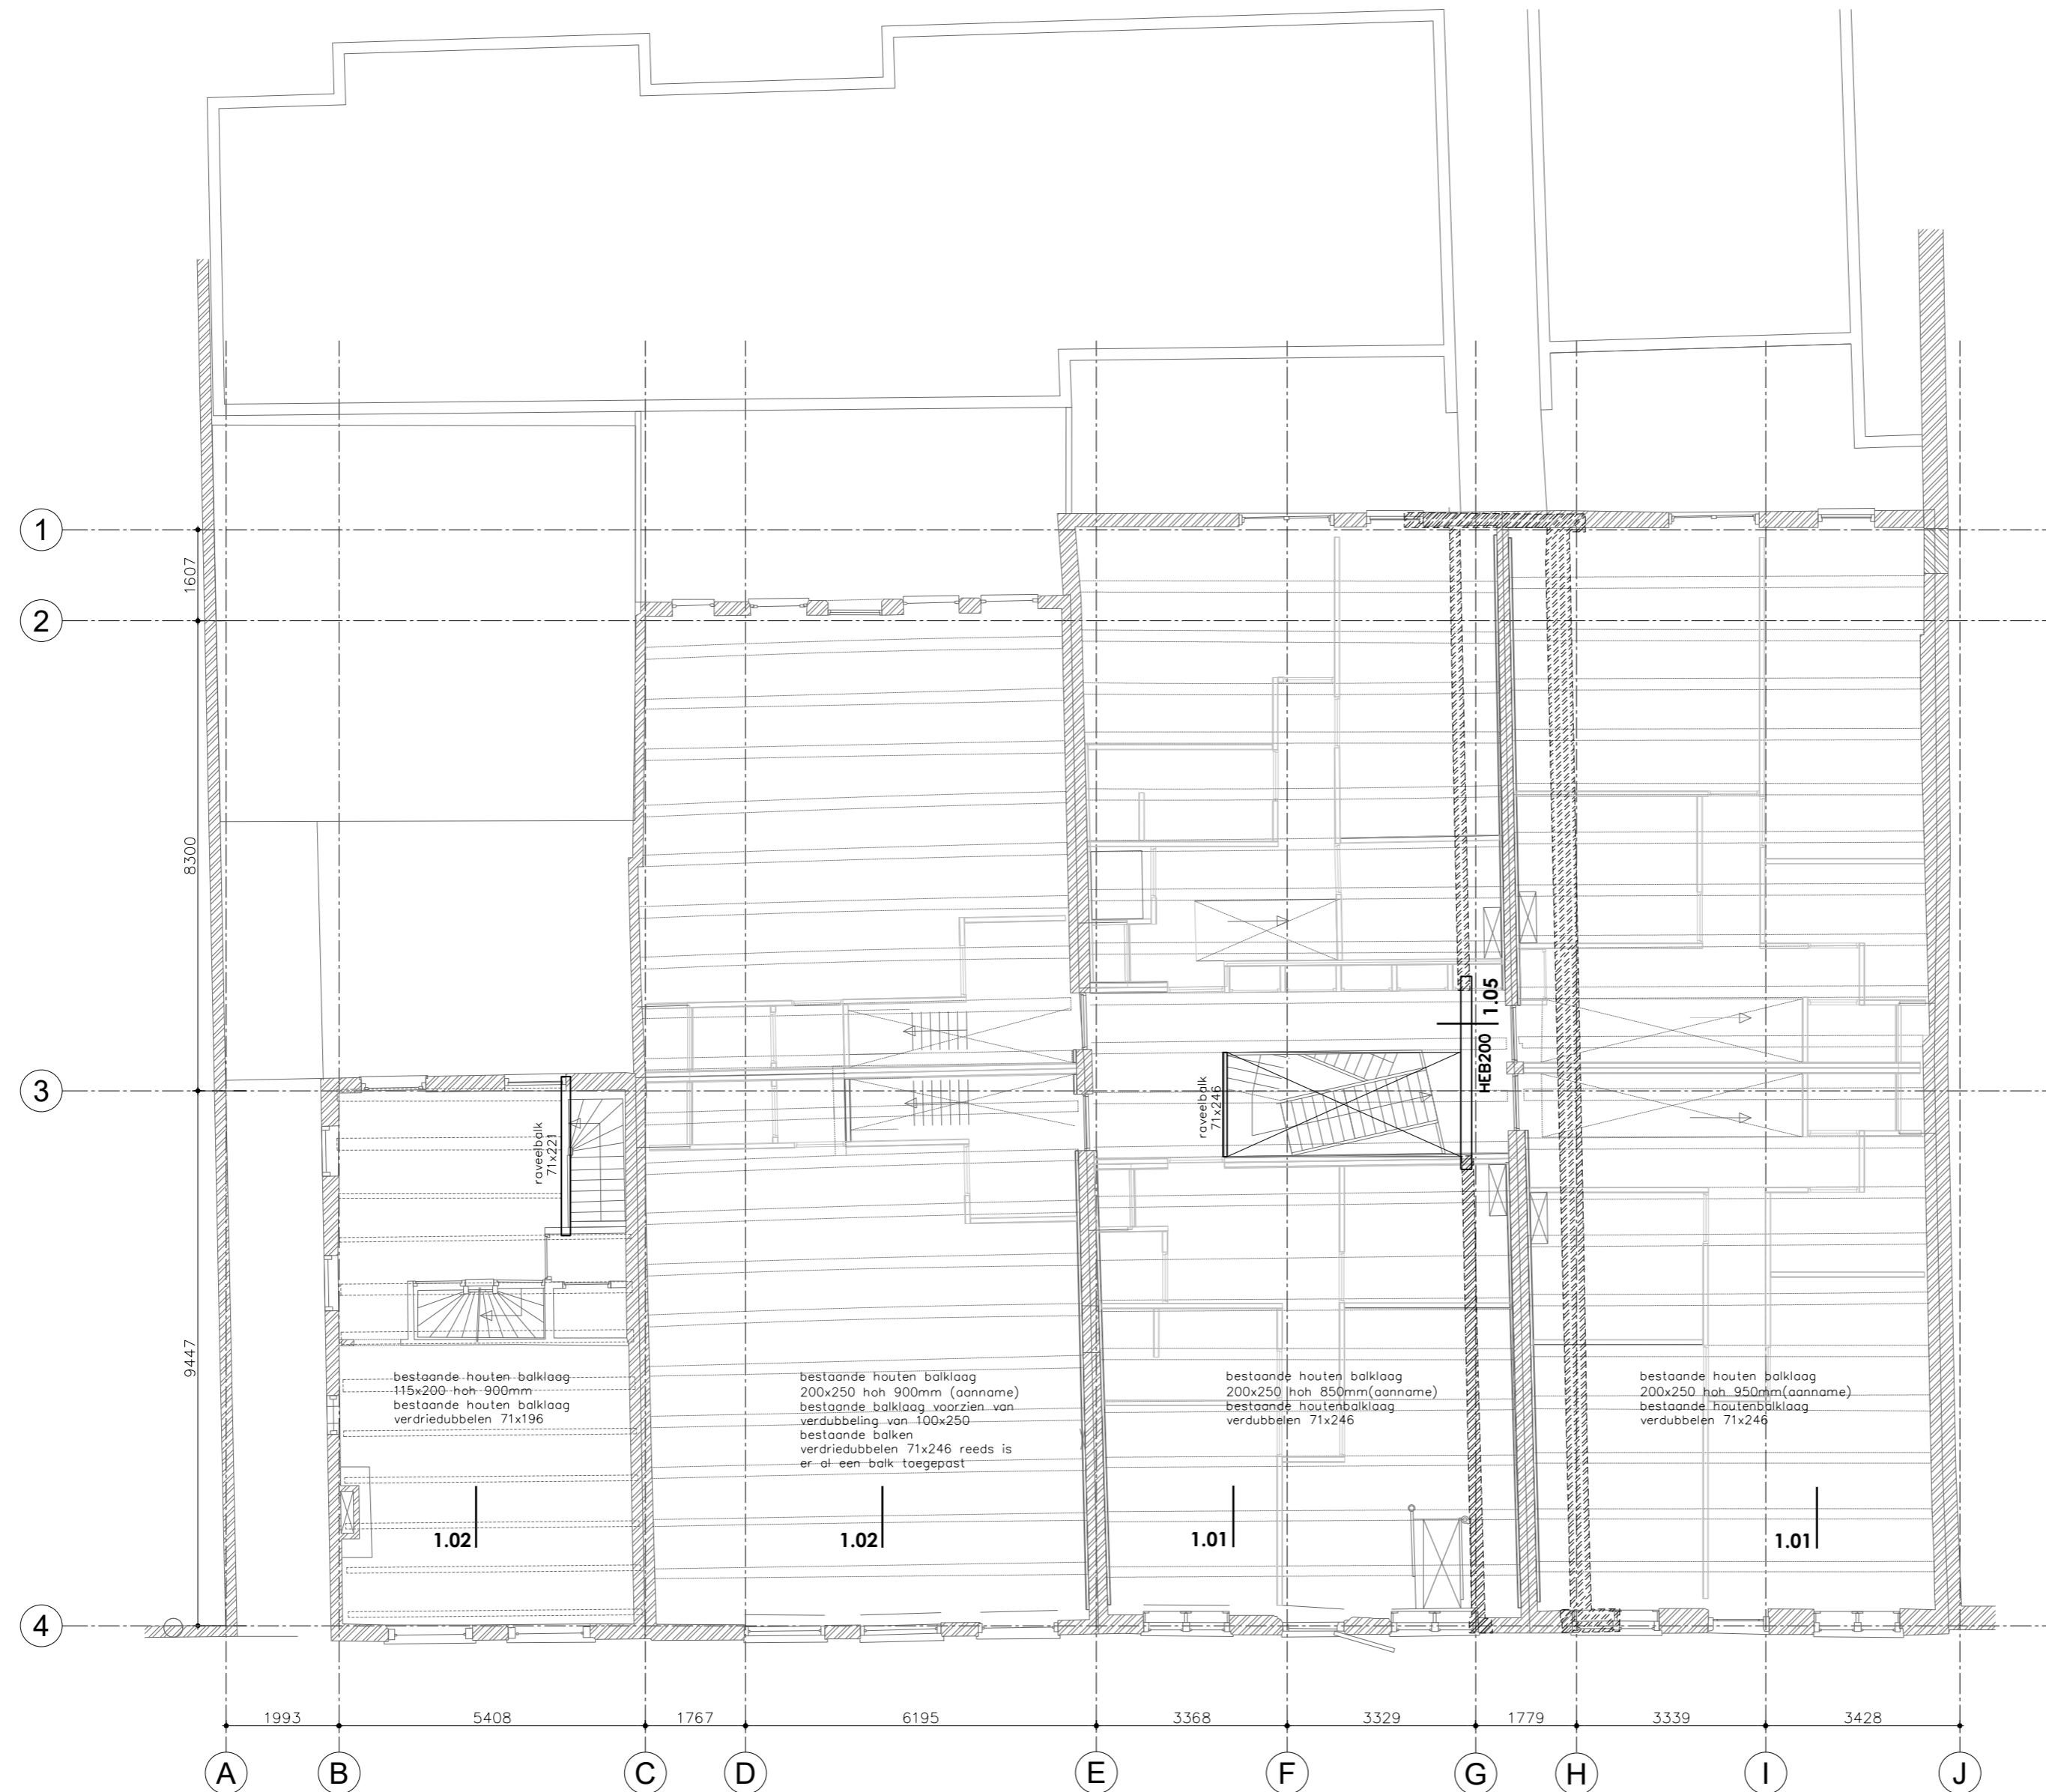 1
1607
2
8300
1.05
HEB200
3
raveelbalk
71x246
raveelbalk
71x221
9447
bestaande houten balklaag
115x200 hoh 900mm
bestaande houten balklaag
verdriedubbelen 71x196
bestaande houten balklaag
200x250 hoh 900mm (aanname)
bestaande balklaag voorzien van
verdubbeling van 100x250
bestaande balken
verdriedubbelen 71x246 reeds is
er al een balk toegepast
bestaande houten balklaag
200x250 hoh 850mm(aanname)
bestaande houtenbalklaag
verdubbelen 71x246
bestaande houten balklaag
200x250 hoh 950mm(aanname)
bestaande houtenbalklaag
verdubbelen 71x246
1.02
1.02
1.01
1.01
4
1993
5408
1767
6195
3368
3329
1779
3339
3428
A
B
C
D
E
F
G
H
I
J